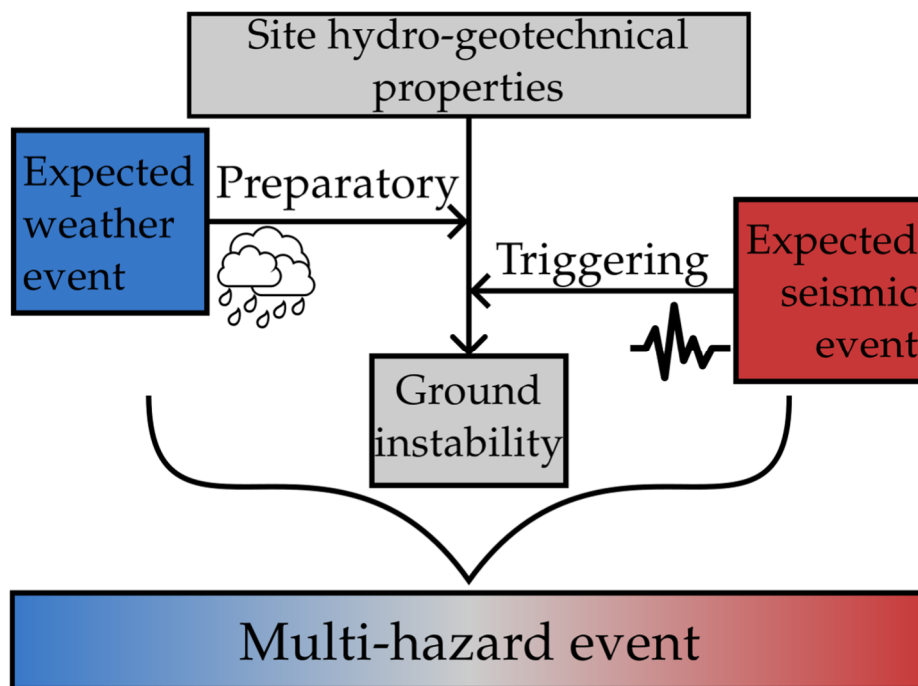 Site hydro-geotechnical
properties
Expected
weather
event
Preparatory
Triggering
Expected
seismic
event
Ground
instability
Multi-hazard event